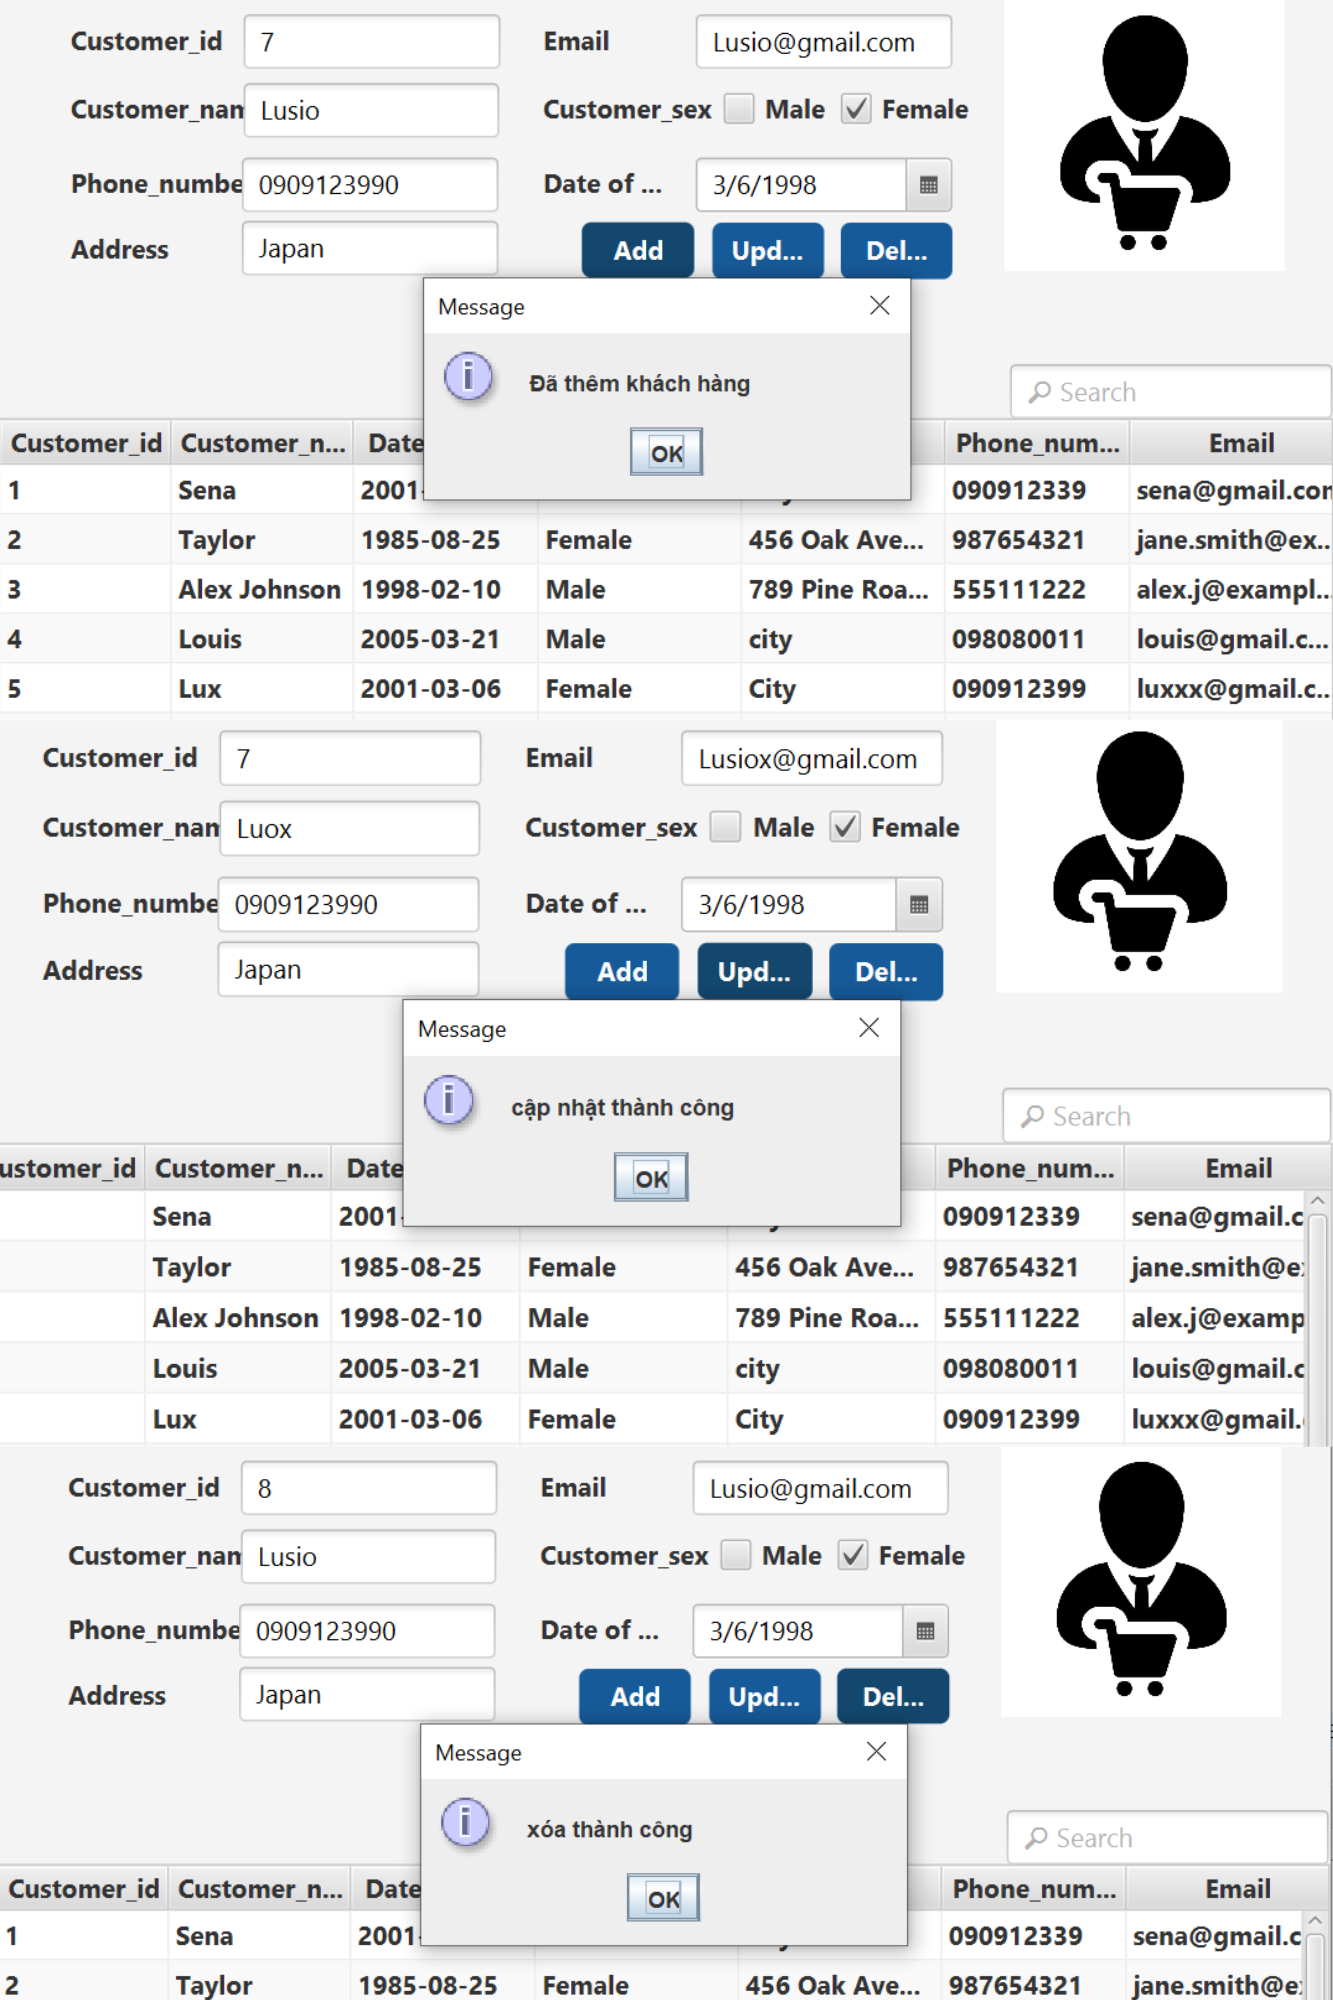 Customer_id 7 Email Lusio@gmail.com
Customer_nam Lusio Customer_sex Male Female
Phone_numbe 0909123990 Date of ... 3/6/1998
Address Japan Add Upd... Del...
Message
Đã thêm khách hàng
OK
Search
Customer_id Customer_n... Date Phone_num... Email
1 Sena 2001- 090912339 sena@gmail.con
2 Taylor 1985-08-25 Female 456 Oak Ave... 987654321 jane.smith@ex...
3 Alex Johnson 1998-02-10 Male 789 Pine Roa... 555111222 alex.j@exampl...
4 Louis 2005-03-21 Male city 098080011 louis@gmail.c...
5 Lux 2001-03-06 Female City 090912399 luxxx@gmail.c...
Customer_id 7 Email Lusiox@gmail.com
Customer_nam Luox Customer_sex Male Female
Phone_numbe 0909123990 Date of ... 3/6/1998
Address Japan Add Upd... Del...
Message
cập nhật thành công
OK
Search
ustomer_id Customer_n... Date Phone_num... Email
Sena 2001- 090912339 sena@gmail.c
Taylor 1985-08-25 Female 456 Oak Ave... 987654321 jane.smith@e
Alex Johnson 1998-02-10 Male 789 Pine Roa... 555111222 alex.j@examp
Louis 2005-03-21 Male city 098080011 louis@gmail.c
Lux 2001-03-06 Female City 090912399 luxxx@gmail.
Customer_id 8 Email Lusio@gmail.com
Customer_nam Lusio Customer_sex Male Female
Phone_numbe 0909123990 Date of ... 3/6/1998
Address Japan Add Upd... Del...
Message
xóa thành công
OK
Search
Customer_id Customer_n... Date Phone_num... Email
1 Sena 2001- 090912339 sena@gmail.c
2 Taylor 1985-08-25 Female 456 Oak Ave... 987654321 jane.smith@e